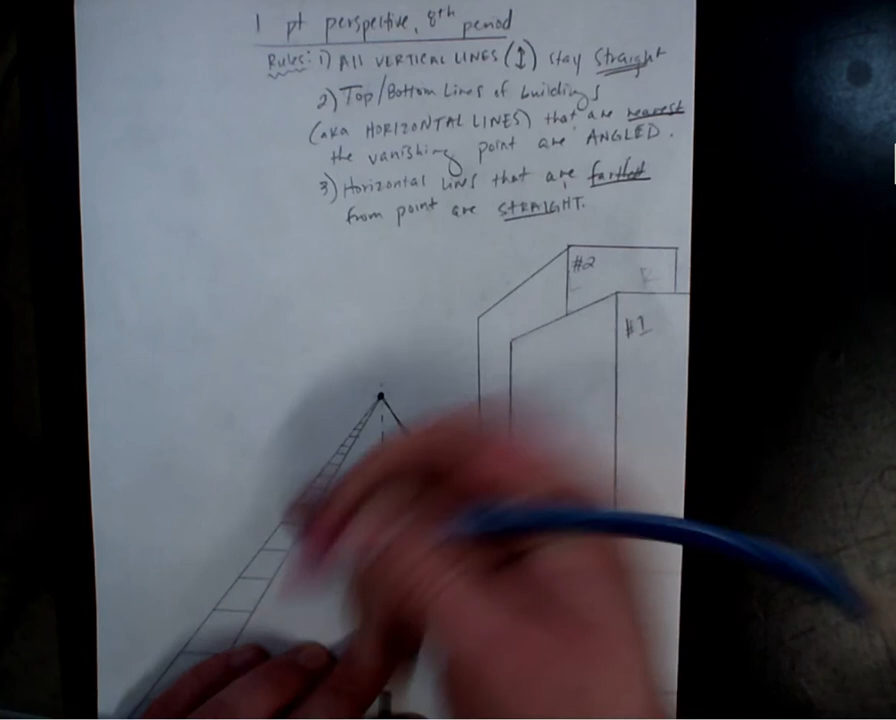 1 pt perspective, 8th period
Rules: 1) All VERTICAL LINES (↕) stay straight
2) Top/Bottom Lines of buildings
(aka HORIZONTAL LINES) that are nearest
the vanishing point are ANGLED.
3) Horizontal lines that are farthest
from point are STRAIGHT.
#2
#1